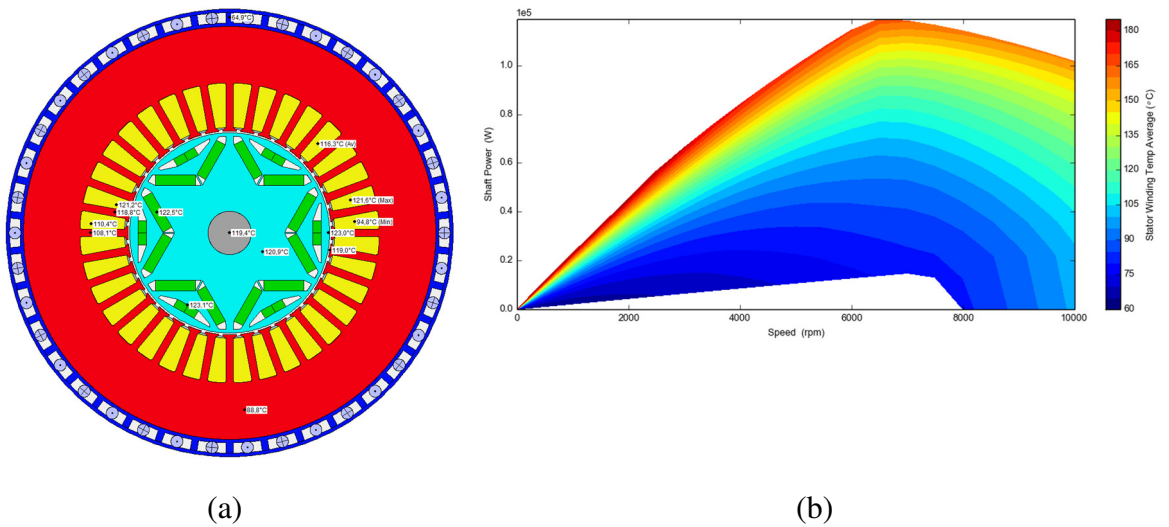 64,9°C
116,3°C (Av)
121,6°C (Max)
121,2°C
118,8°C
122,5°C
94,8°C (Min)
110,4°C
108,1°C
119,4°C
123,0°C
119,0°C
120,9°C
123,1°C
88,8°C
(a)
1e5
1.0
0.8
0.6
0.4
0.2
0.0
Shaft Power (W)
0
2000
4000
6000
8000
10000
Speed (rpm)
180
165
150
135
120
105
90
75
60
Stator Winding Temp Average (∘C)
(b)